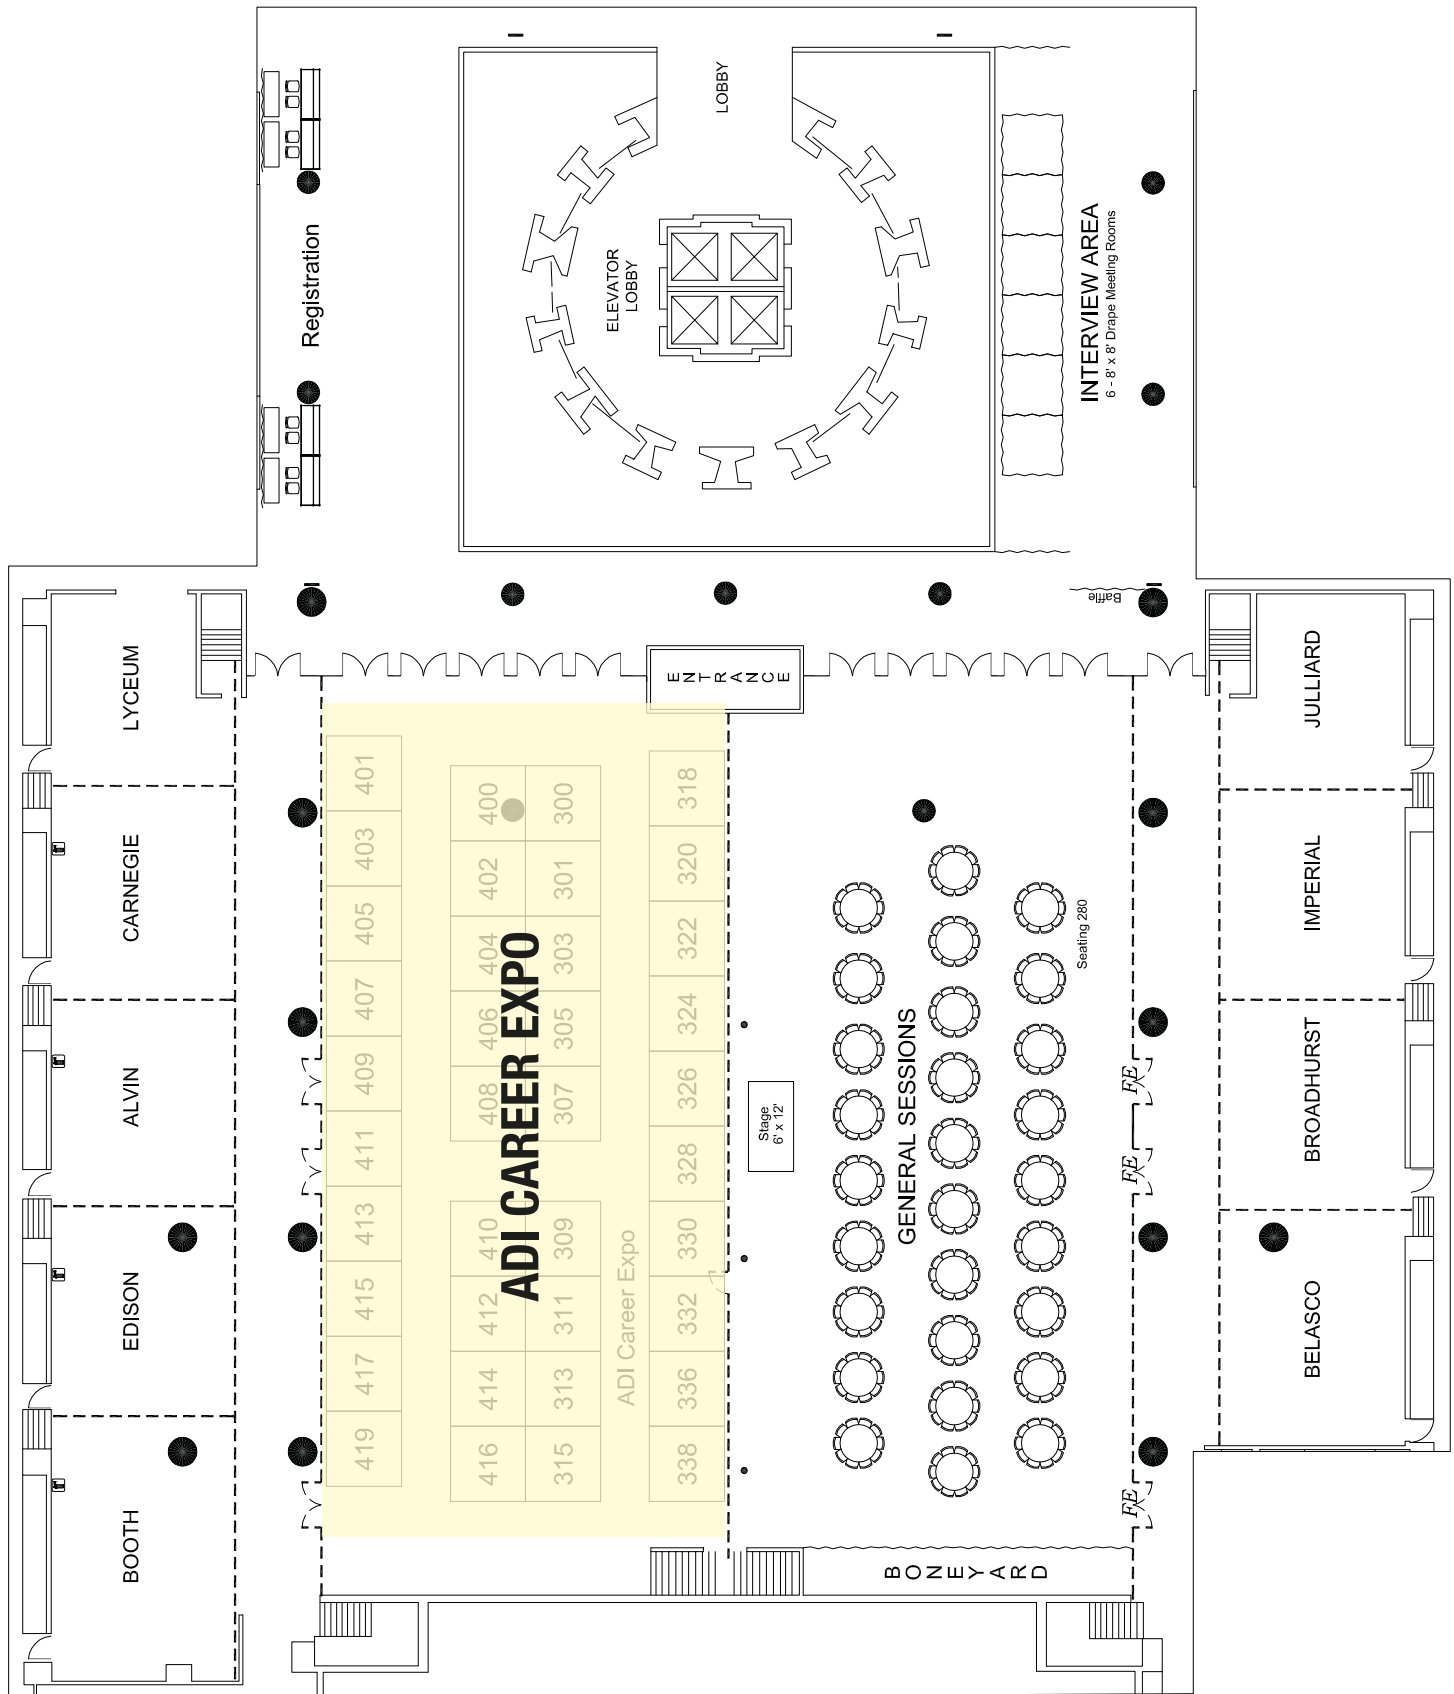 LOBBY
ELEVATOR
LOBBY
Registration
INTERVIEW AREA
6 - 8' x 8' Drape Meeting Rooms
Baffle
ENTRANCE
LYCEUM
CARNEGIE
ALVIN
EDISON
BOOTH
JULLIARD
IMPERIAL
BROADHURST
BELASCO
401
403
405
407
409
411
413
415
417
419
400
402
404
406
408
410
412
414
416
300
301
303
305
307
309
311
313
315
318
320
322
324
326
328
330
332
336
338
ADI CAREER EXPO
ADI Career Expo
Stage
6' x 12'
GENERAL SESSIONS
Seating 280
FE
FE
FE
BONEYARD